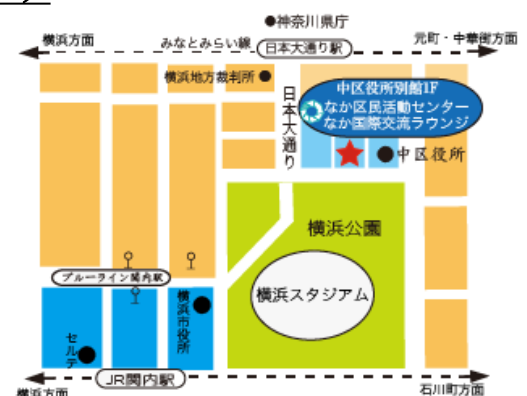 ●神奈川県庁
横浜方面
みなとみらい線
日本大通り駅
元町・中華街方面
横浜地方裁判所
日本大通り
中区役所別館1F
なか区民活動センター
なか国際交流ラウンジ
中区役所
横浜公園
ブルーライン関内駅
横浜スタジアム
横浜市役所
セルテ
JR関内駅
石川町方面
横浜方面